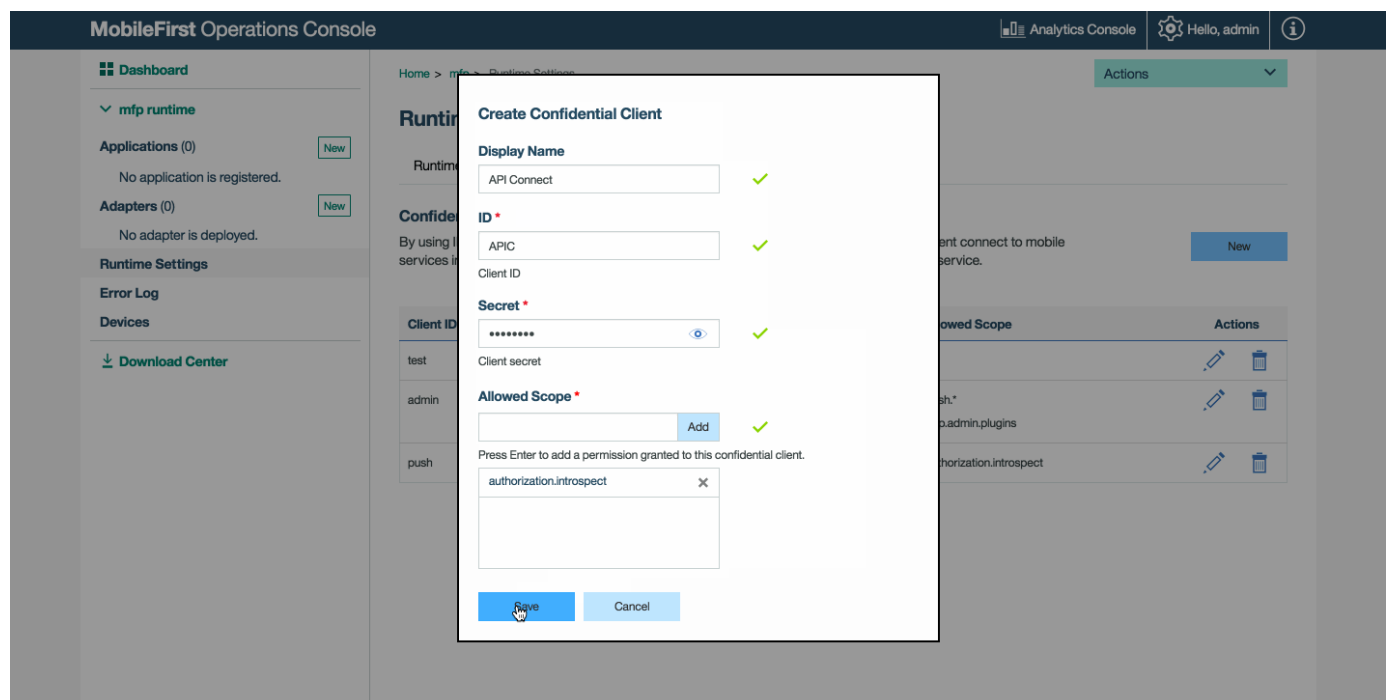 MobileFirst Operations Console
Analytics Console
Hello, admin
Dashboard
mfp runtime
Applications (0)
New
No application is registered.
Adapters (0)
New
No adapter is deployed.
Runtime Settings
Error Log
Devices
Download Center
Home > mfp > Runtime Settings
Actions
Runtim
Runtime
Confide
By using
ent connect to mobile
services i
service.
New
Client ID
owed Scope
Actions
test
admin
sh.*
o.admin.plugins
push
thorization.introspect
Create Confidential Client
Display Name
API Connect
ID *
APIC
Client ID
Secret *
••••••••
Client secret
Allowed Scope *
Add
Press Enter to add a permission granted to this confidential client.
authorization.introspect
Save
Cancel